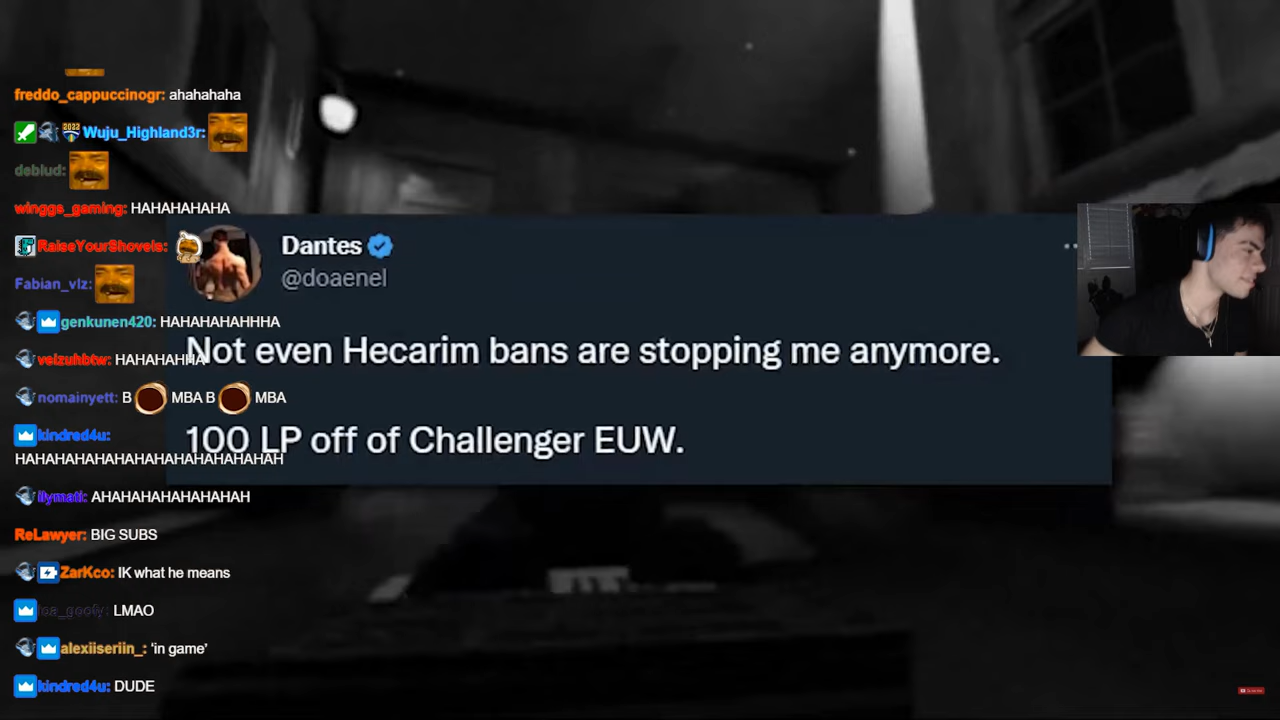 freddo_cappuccinogr: ahahahaha
Wuju_Highland3r:
deblud:
winggs_gaming: HAHAHAHAHA
RaiseYourShovels:
Fabian_vlz:
genkunen420: HAHAHAHAHHHA
velzuhbtw: HAHAHAHHA
nomainyett: B MBA B MBA
kindred4u:
HAHAHAHAHAHAHAHAHAHAHAHAH
ilymati: AHAHAHAHAHAHAHAH
ReLawyer: BIG SUBS
ZarKco: IK what he means
LMAO
alexiiseriin_: 'in game'
kindred4u: DUDE
Dantes
@doaenel
Not even Hecarim bans are stopping me anymore.
100 LP off of Challenger EUW.